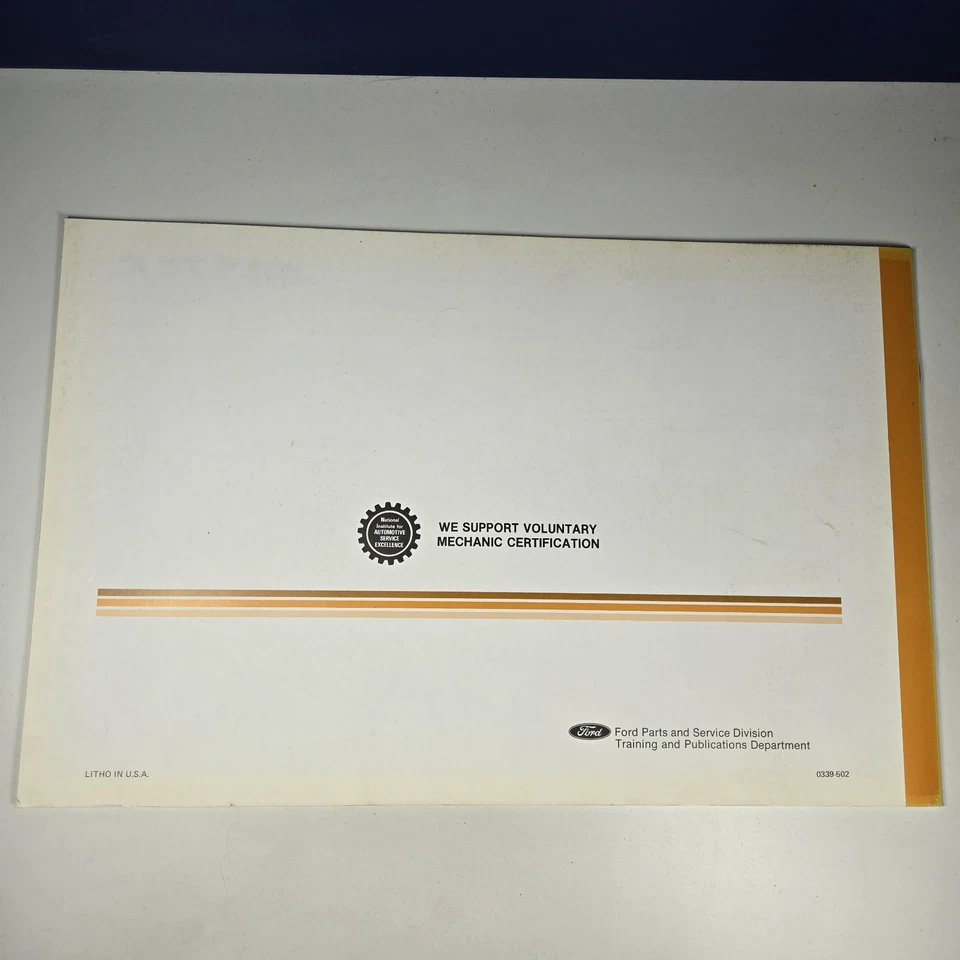 National
Institute for
AUTOMOTIVE
SERVICE
EXCELLENCE
WE SUPPORT VOLUNTARY
MECHANIC CERTIFICATION
Ford
Ford Parts and Service Division
Training and Publications Department
LITHO IN U.S.A.
0339-502